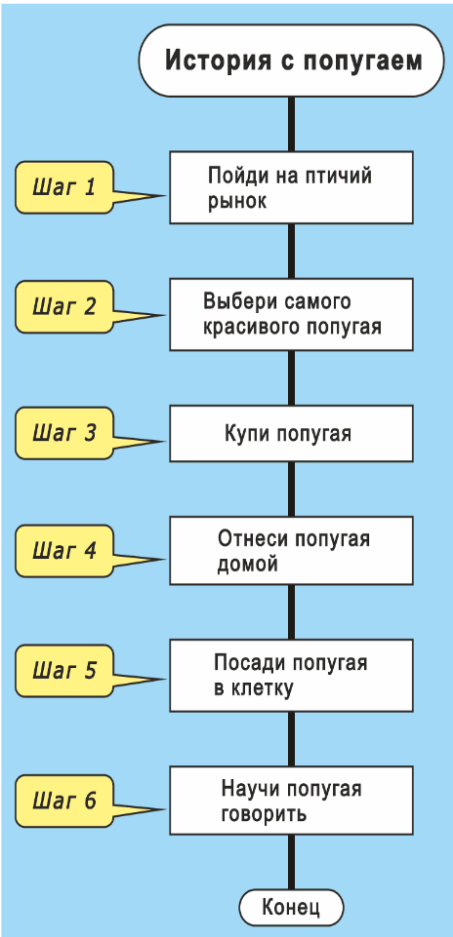 История с попугаем
Шаг 1
Пойди на птичий
рынок
Шаг 2
Выбери самого
красивого попугая
Шаг 3
Купи попугая
Шаг 4
Отнеси попугая
домой
Шаг 5
Посади попугая
в клетку
Шаг 6
Научи попугая
говорить
Конец